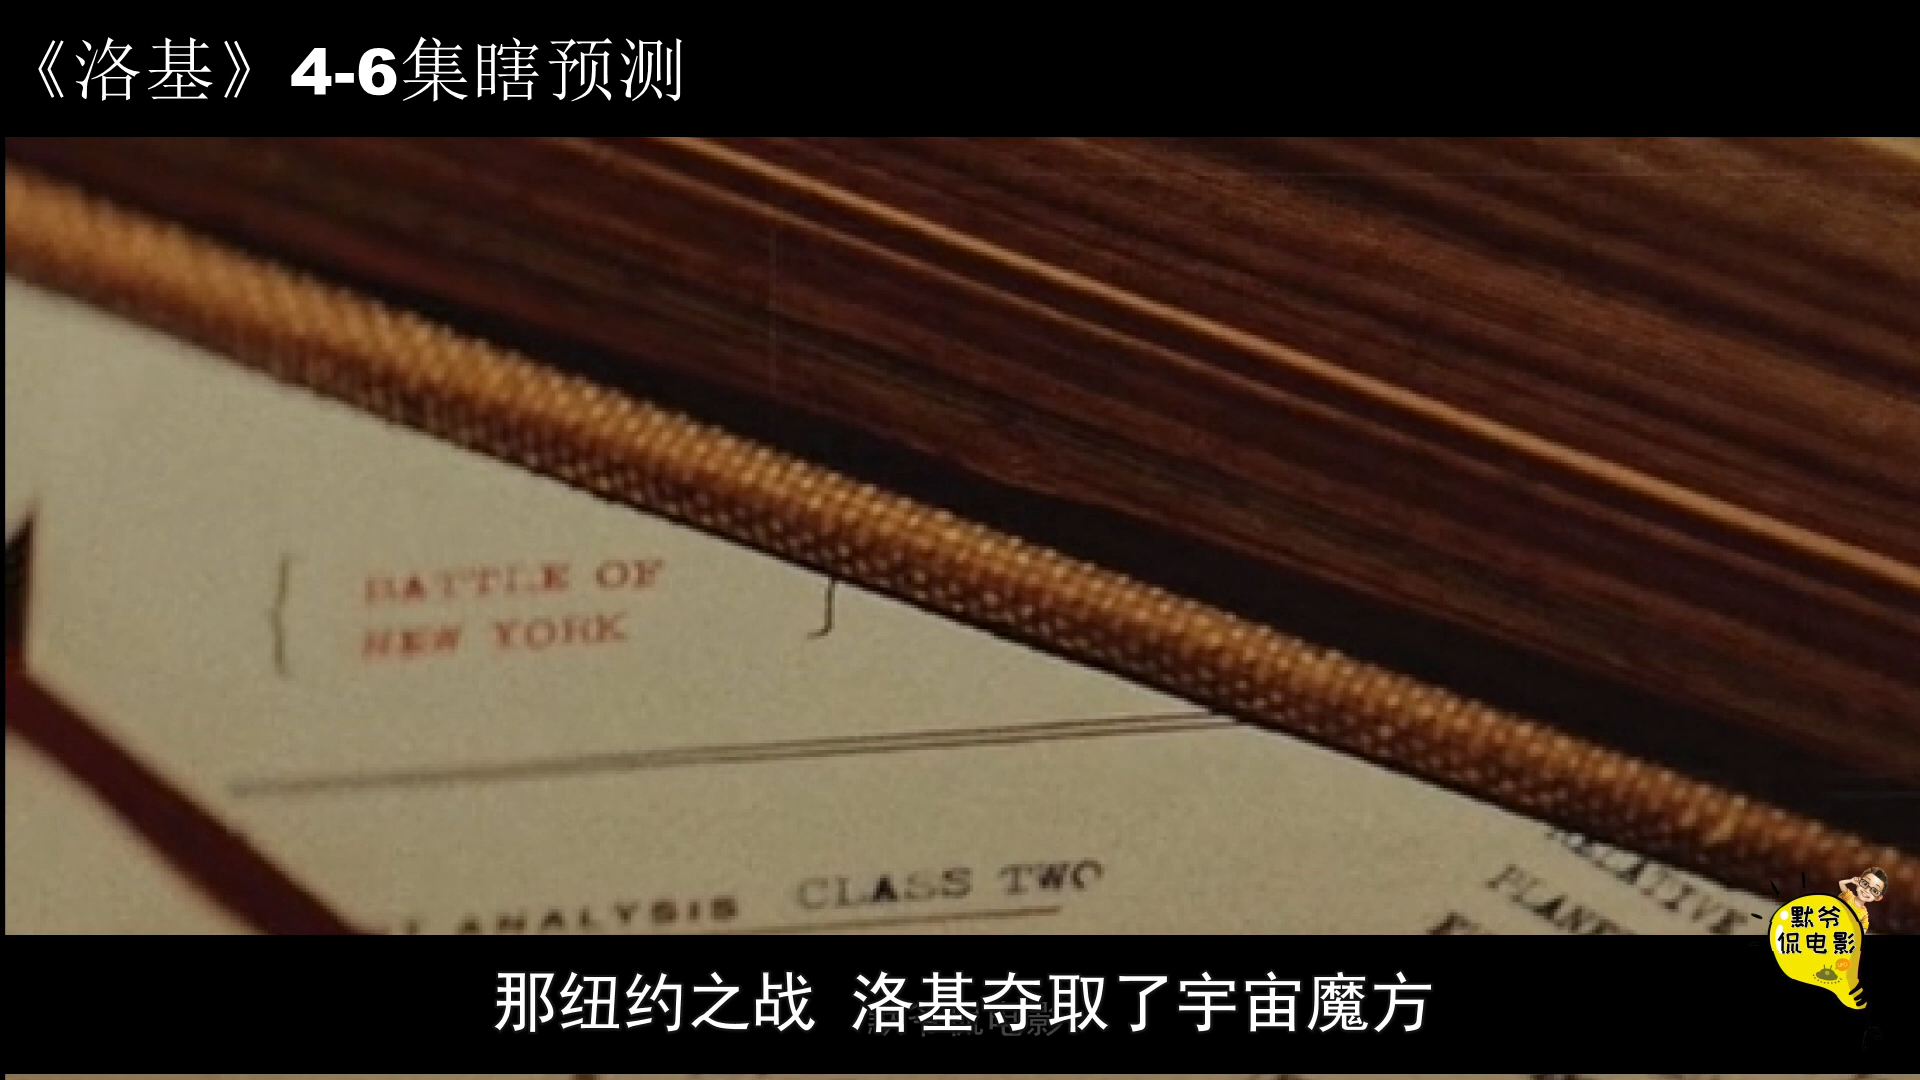 《洛基》4-6集瞎预测
BATTLE OF
NEW YORK
ANALYSIS CLASS TWO
RELATIVE
默爷
侃电影
那纽约之战 洛基夺取了宇宙魔方